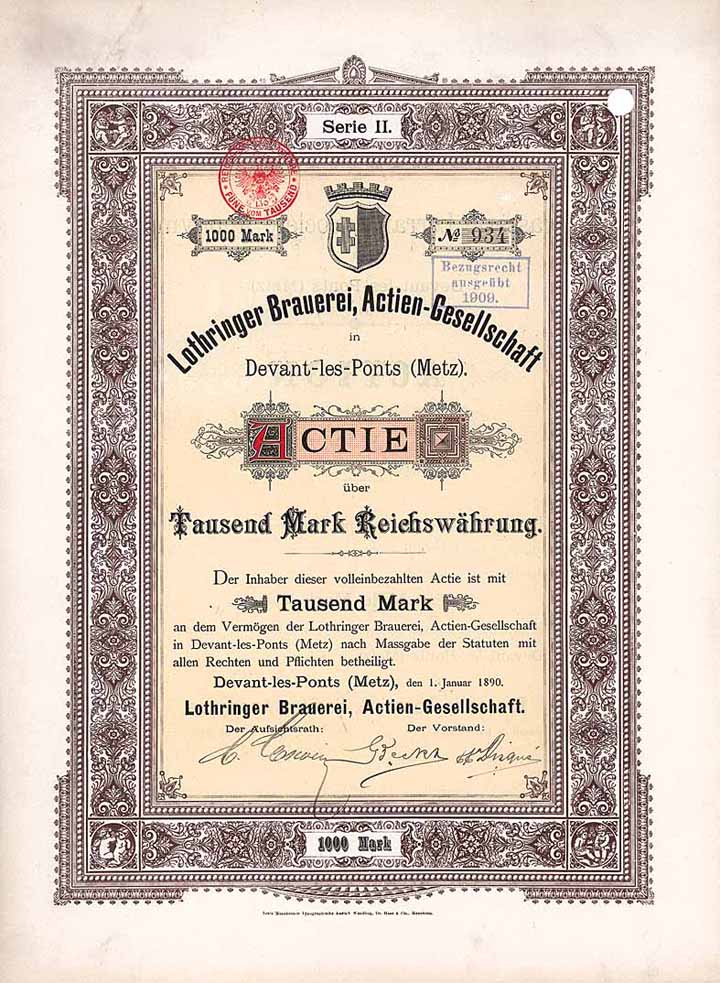 Serie II.
FÜNF VOM TAUSEND
1000 Mark
No 934
Bezugsrecht
ausgeübt
1909.
Lothringer Brauerei, Actien-Gesellschaft
in
Devant-les-Ponts (Metz).
ACTIE
über
Tausend Mark Reichswährung.
Der Inhaber dieser volleinbezahlten Actie ist mit
Tausend Mark
an dem Vermögen der Lothringer Brauerei, Actien-Gesellschaft
in Devant-les-Ponts (Metz) nach Massgabe der Statuten mit
allen Rechten und Pflichten betheiligt.
Devant-les-Ponts (Metz), den 1. Januar 1890.
Lothringer Brauerei, Actien-Gesellschaft.
Der Aufsichtsrath: Der Vorstand:
1000 Mark